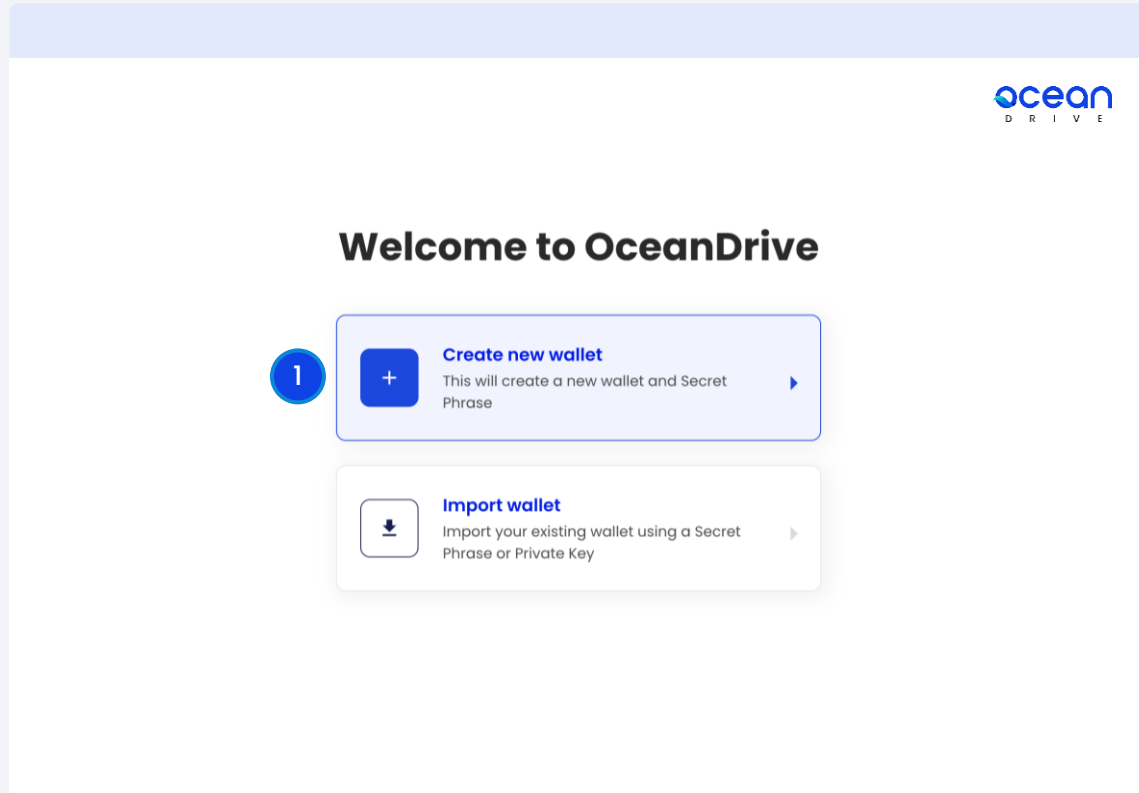 ocean
DRIVE
Welcome to OceanDrive
1
Create new wallet
This will create a new wallet and Secret
Phrase
Import wallet
Import your existing wallet using a Secret
Phrase or Private Key